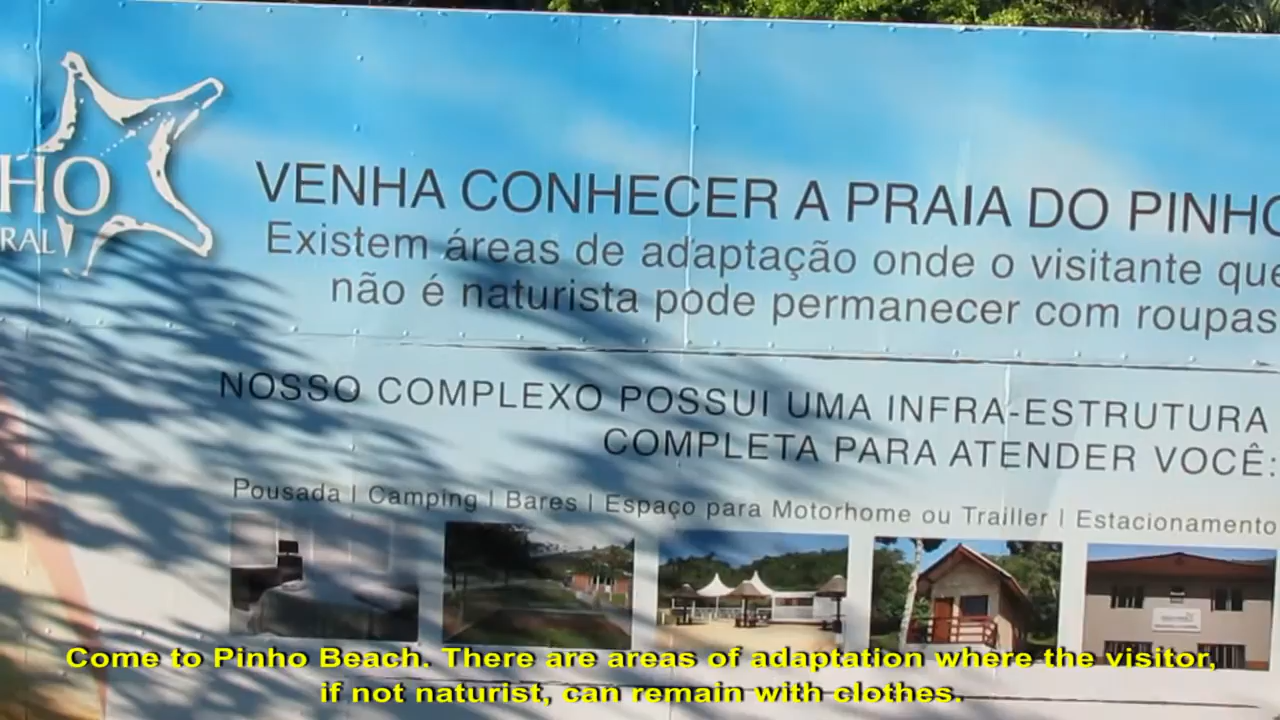 HO
RAL
VENHA CONHECER A PRAIA DO PINHO
Existem áreas de adaptação onde o visitante que
não é naturista pode permanecer com roupas
NOSSO COMPLEXO POSSUI UMA INFRA-ESTRUTURA
COMPLETA PARA ATENDER VOCÊ:
Pousada | Camping | Bares | Espaço para Motorhome ou Trailler | Estacionamento
Come to Pinho Beach. There are areas of adaptation where the visitor,
if not naturist, can remain with clothes.